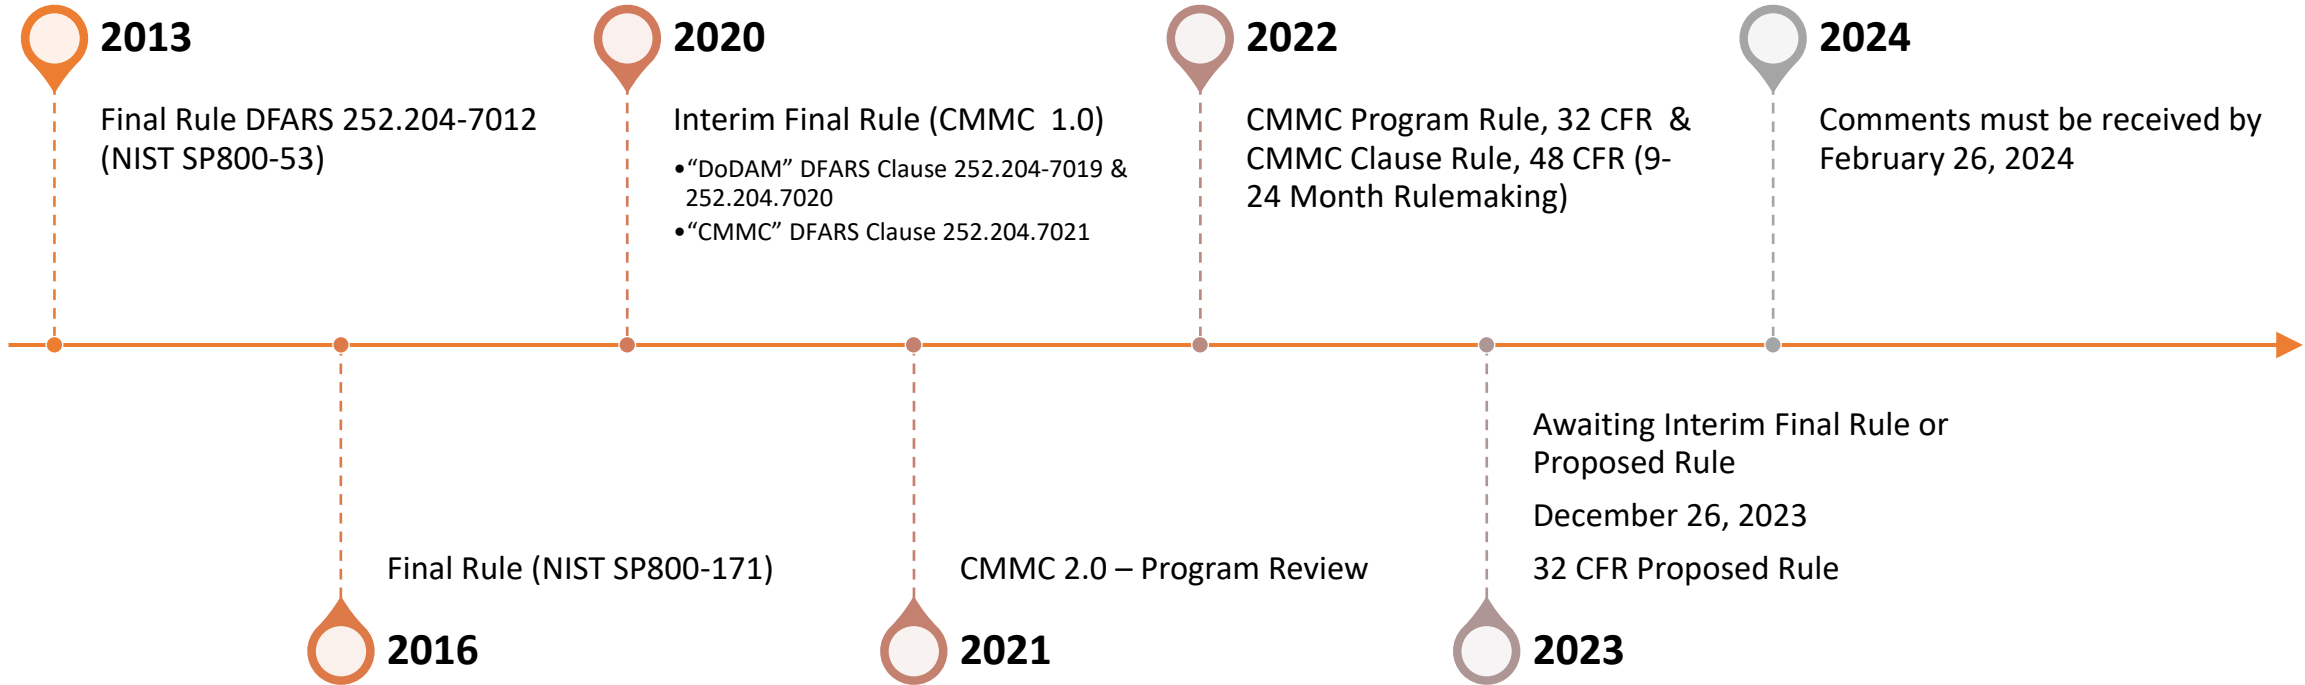 2013
Final Rule DFARS 252.204-7012
(NIST SP800-53)
2020
Interim Final Rule (CMMC  1.0)
•“DoDAM” DFARS Clause 252.204-7019 &
252.204.7020
•“CMMC” DFARS Clause 252.204.7021
2022
CMMC Program Rule, 32 CFR  &
CMMC Clause Rule, 48 CFR (9-
24 Month Rulemaking)
2024
Comments must be received by
February 26, 2024
Final Rule (NIST SP800-171)
2016
CMMC 2.0 – Program Review
2021
Awaiting Interim Final Rule or
Proposed Rule
December 26, 2023
32 CFR Proposed Rule
2023